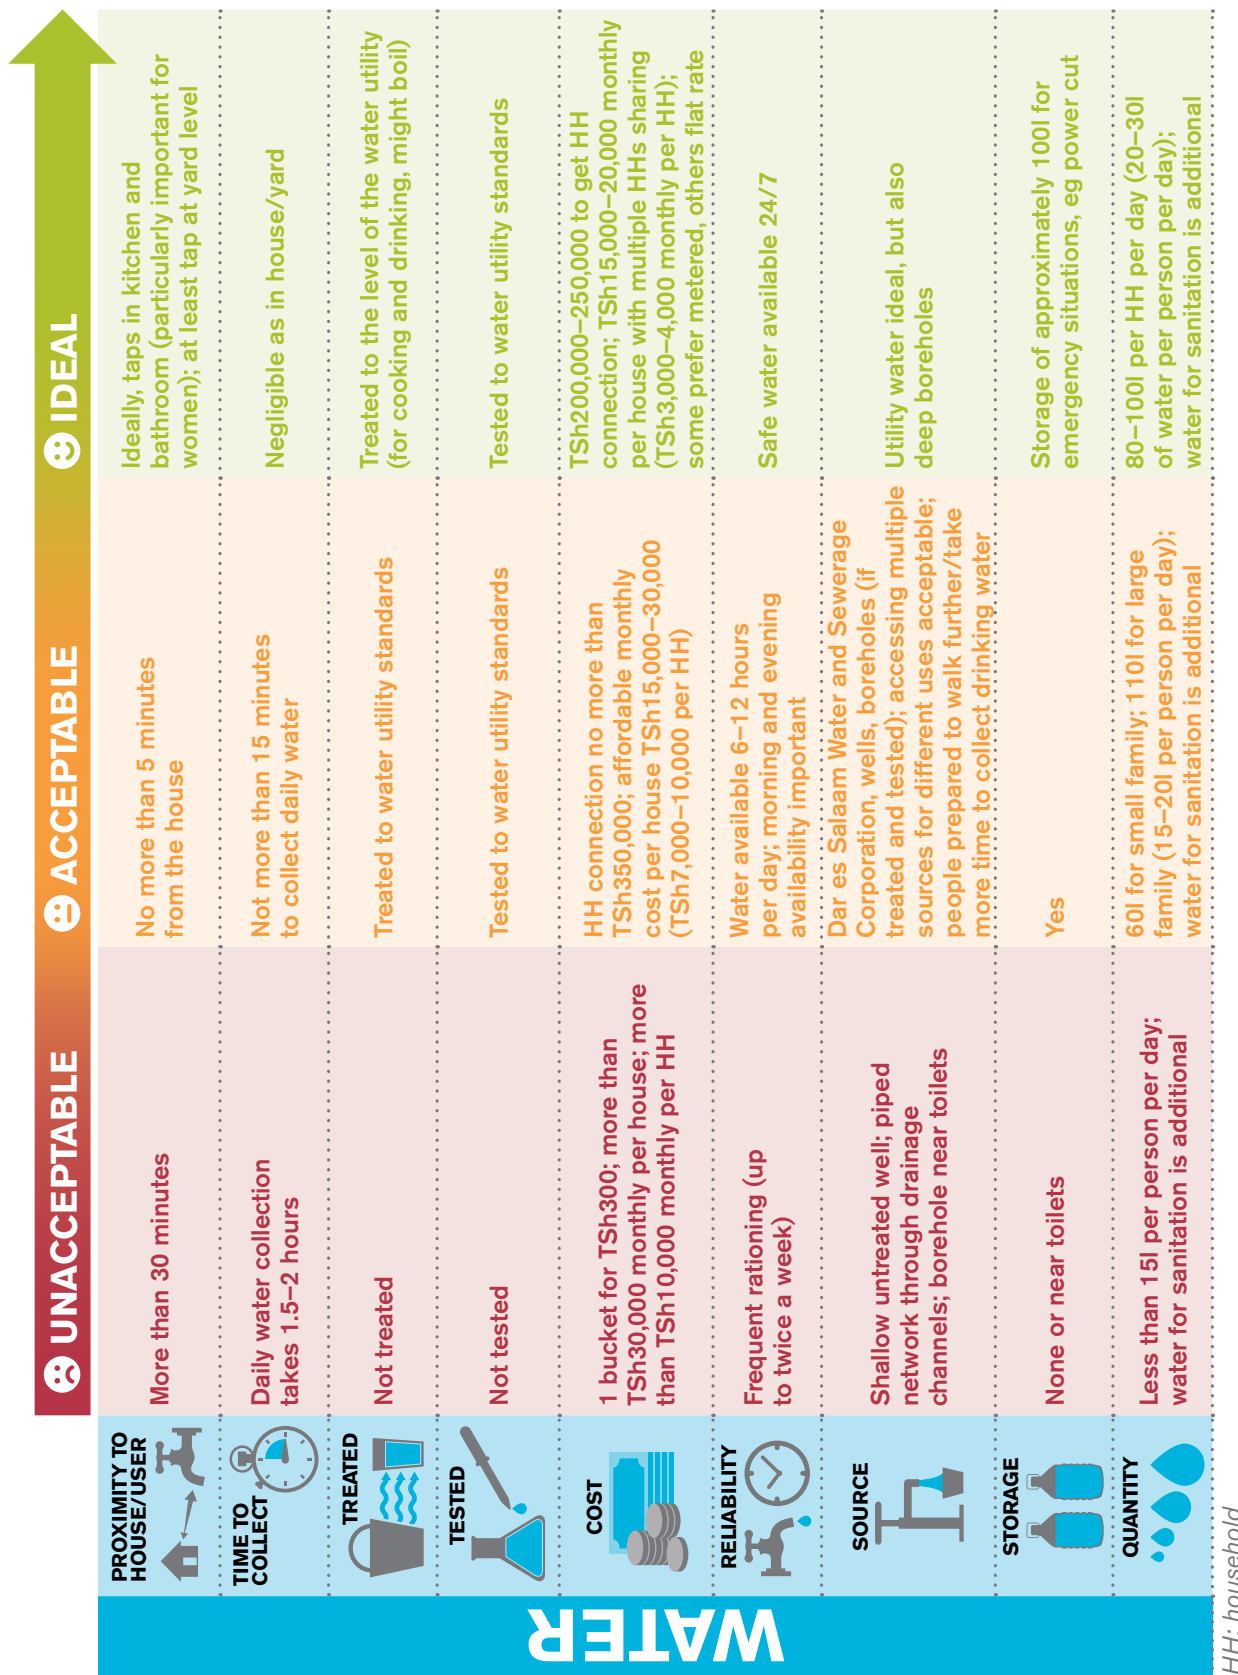 UNACCEPTABLE
ACCEPTABLE
IDEAL
WATER
PROXIMITY TO
HOUSE/USER
More than 30 minutes
No more than 5 minutes
from the house
Ideally, taps in kitchen and
bathroom (particularly important for
women); at least tap at yard level
TIME TO
COLLECT
Daily water collection
takes 1.5–2 hours
Not more than 15 minutes
to collect daily water
Negligible as in house/yard
TREATED
Not treated
Treated to water utility standards
Treated to the level of the water utility
(for cooking and drinking, might boil)
TESTED
Not tested
Tested to water utility standards
Tested to water utility standards
COST
1 bucket for TSh300; more than
TSh30,000 monthly per house; more
than TSh10,000 monthly per HH
HH connection no more than
TSh350,000; affordable monthly
cost per house TSh15,000–30,000
(TSh7,000–10,000 per HH)
TSh200,000–250,000 to get HH
connection; TSh15,000–20,000 monthly
per house with multiple HHs sharing
(TSh3,000–4,000 monthly per HH);
some prefer metered, others flat rate
RELIABILITY
Frequent rationing (up
to twice a week)
Water available 6–12 hours
per day; morning and evening
availability important
Safe water available 24/7
SOURCE
Shallow untreated well; piped
network through drainage
channels; borehole near toilets
Dar es Salaam Water and Sewerage
Corporation, wells, boreholes (if
treated and tested); accessing multiple
sources for different uses acceptable;
people prepared to walk further/take
more time to collect drinking water
Utility water ideal, but also
deep boreholes
STORAGE
None or near toilets
Yes
Storage of approximately 100l for
emergency situations, eg power cut
QUANTITY
Less than 15l per person per day;
water for sanitation is additional
60l for small family; 110l for large
family (15–20l per person per day);
water for sanitation is additional
80–100l per HH per day (20–30l
of water per person per day);
water for sanitation is additional
HH: household